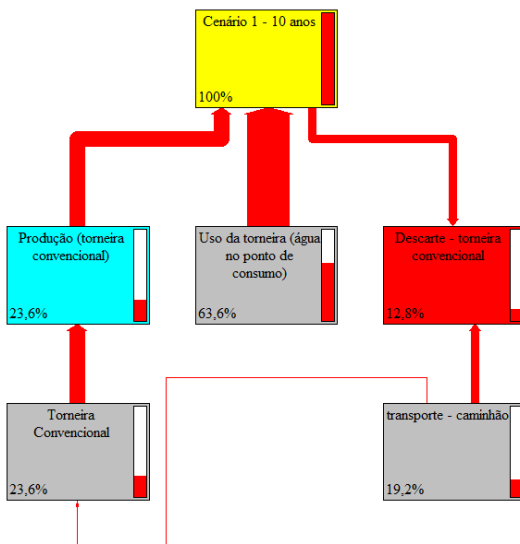 Cenário 1 - 10 anos
100%
Produção (torneira
convencional)
23,6%
Uso da torneira (água
no ponto de
consumo)
63,6%
Descarte - torneira
convencional
12,8%
Torneira
Convencional
23,6%
transporte - caminhão
19,2%